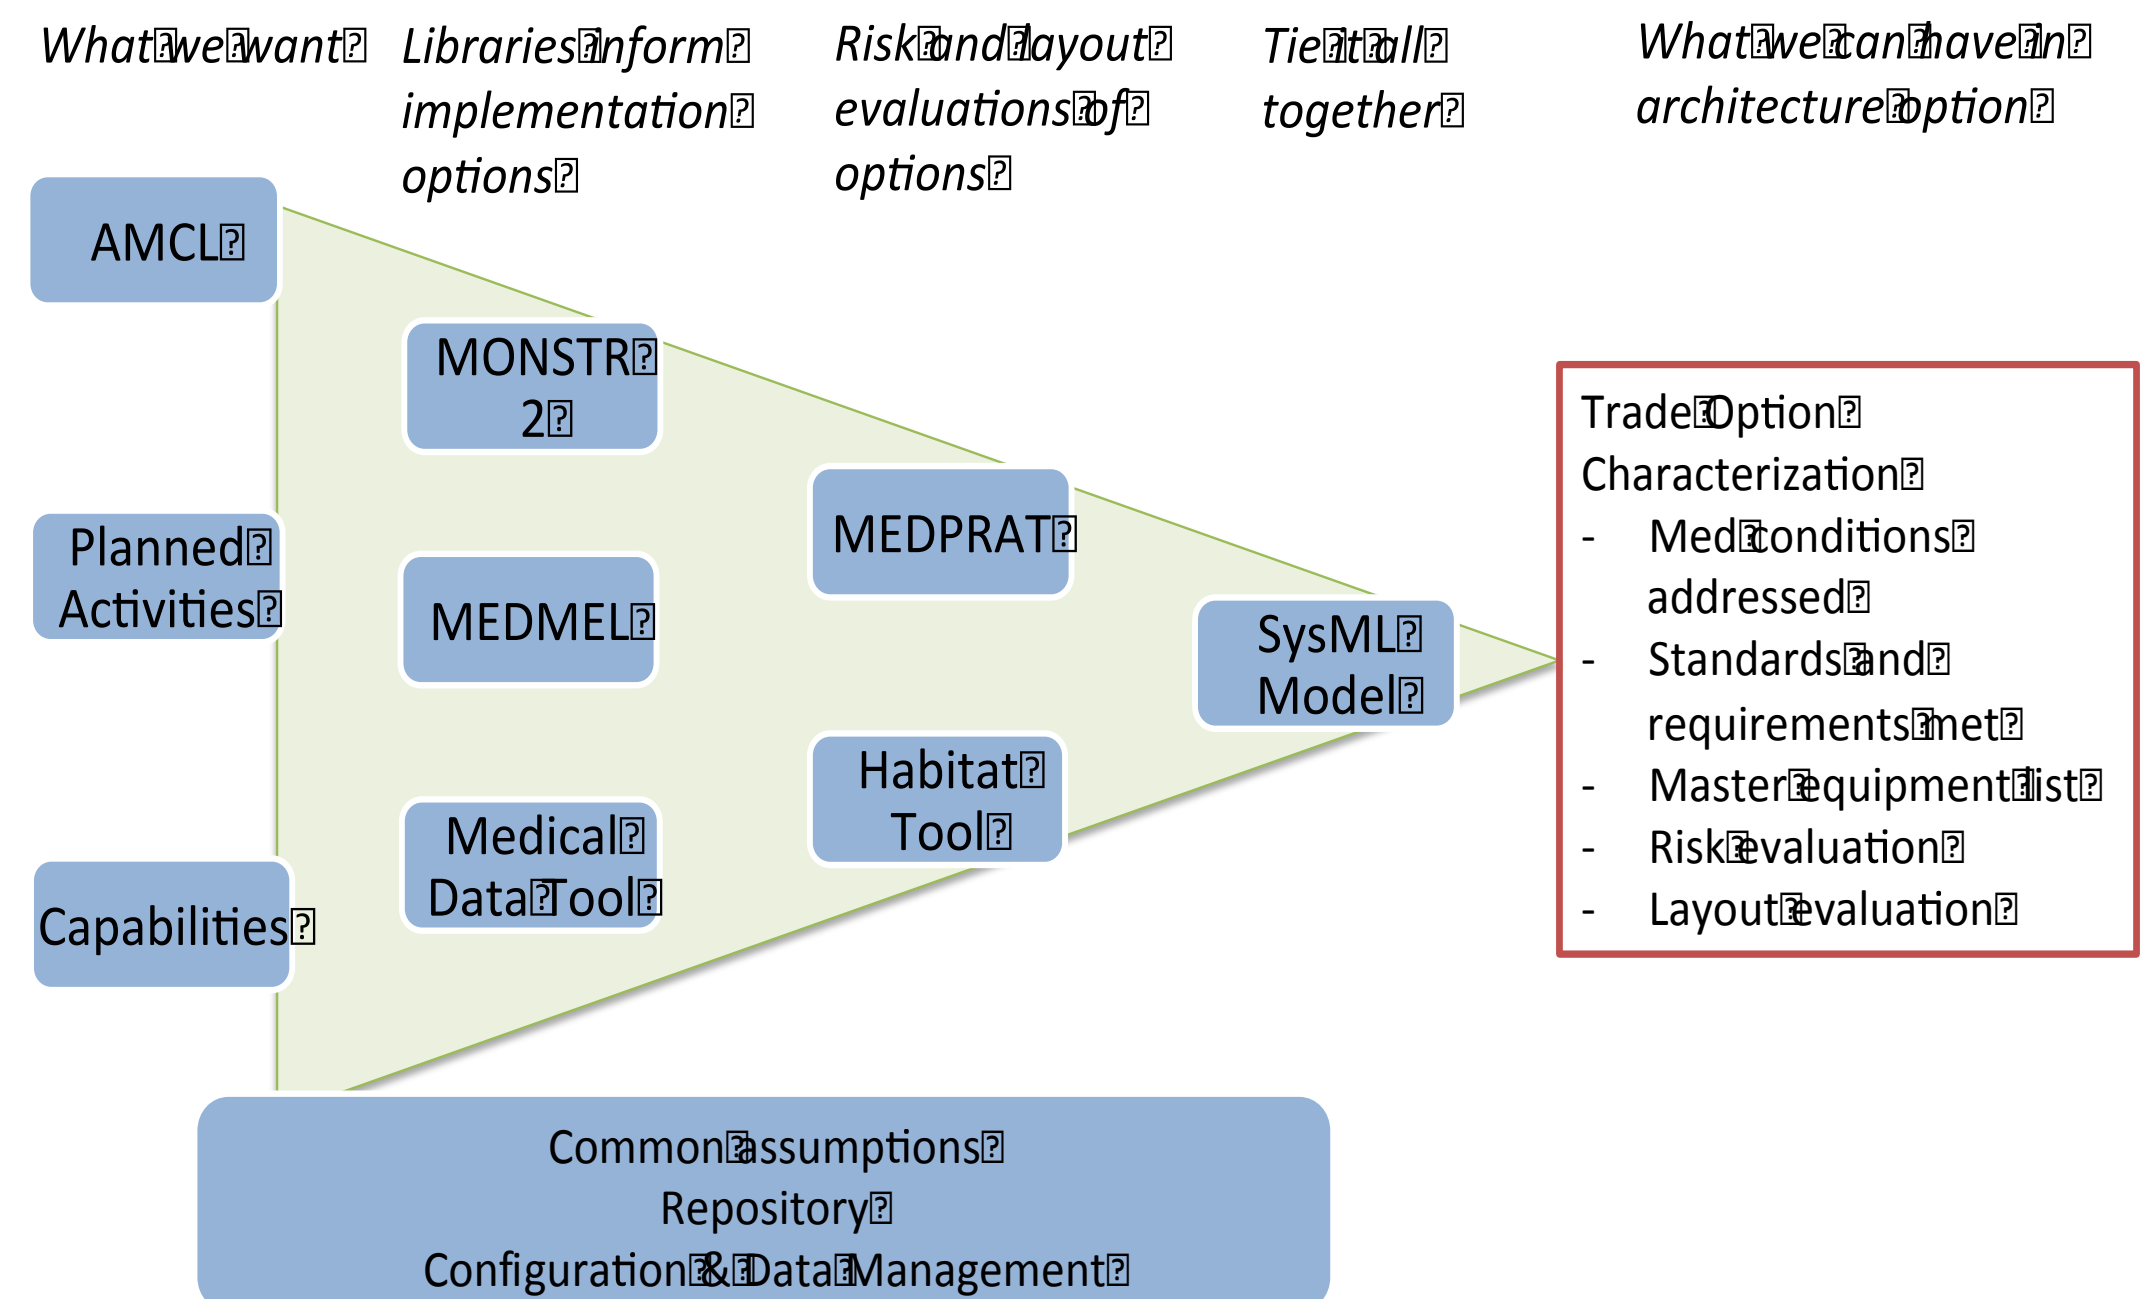 What we want
Libraries inform
implementation
options
Risk and layout
evaluations of
options
Tie it all
together
What we can have in
architecture option
AMCL
Planned
Activities
Capabilities
MONSTR
2
MEDMEL
Medical
Data Tool
MEDPRAT
Habitat
Tool
SysML
Model
Trade Option
Characterization
- Med conditions
addressed
- Standards and
requirements met
- Master equipment list
- Risk evaluation
- Layout evaluation
Common assumptions
Repository
Configuration & Data Management